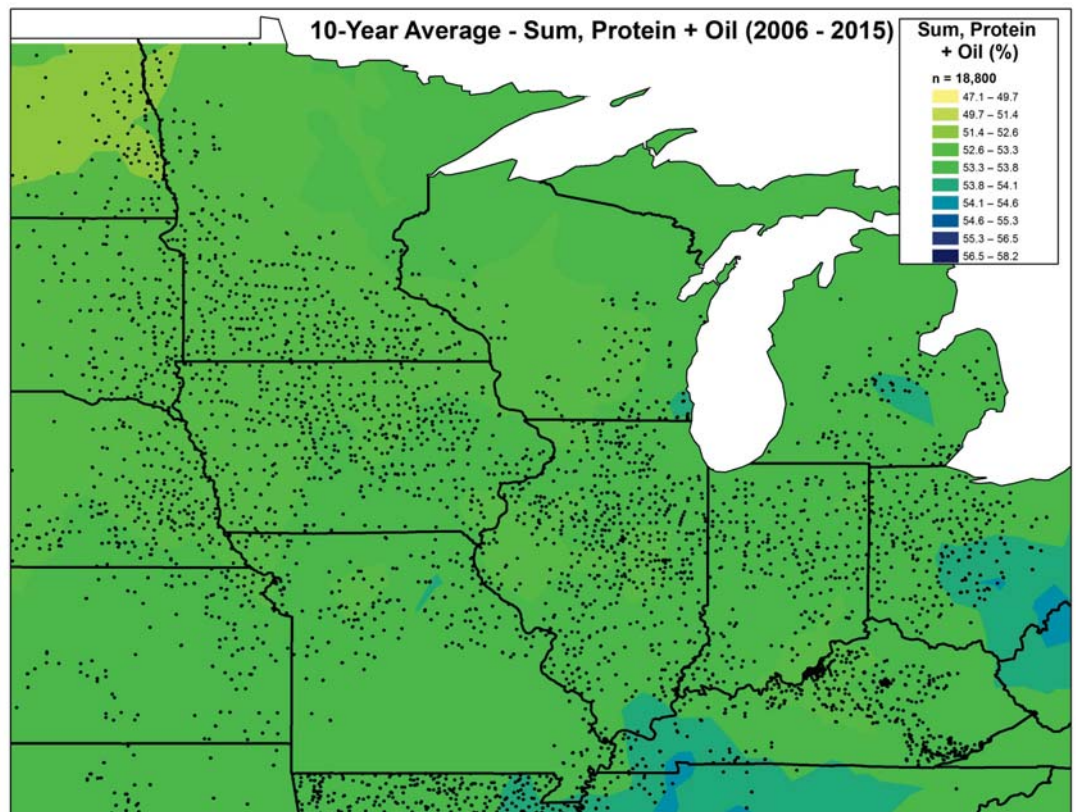 10-Year Average - Sum, Protein + Oil (2006 - 2015)
Sum, Protein
+ Oil (%)
n = 18,800
47.1 – 49.7
49.7 – 51.4
51.4 – 52.6
52.6 – 53.3
53.3 – 53.8
53.8 – 54.1
54.1 – 54.6
54.6 – 55.3
55.3 – 56.5
56.5 – 58.2